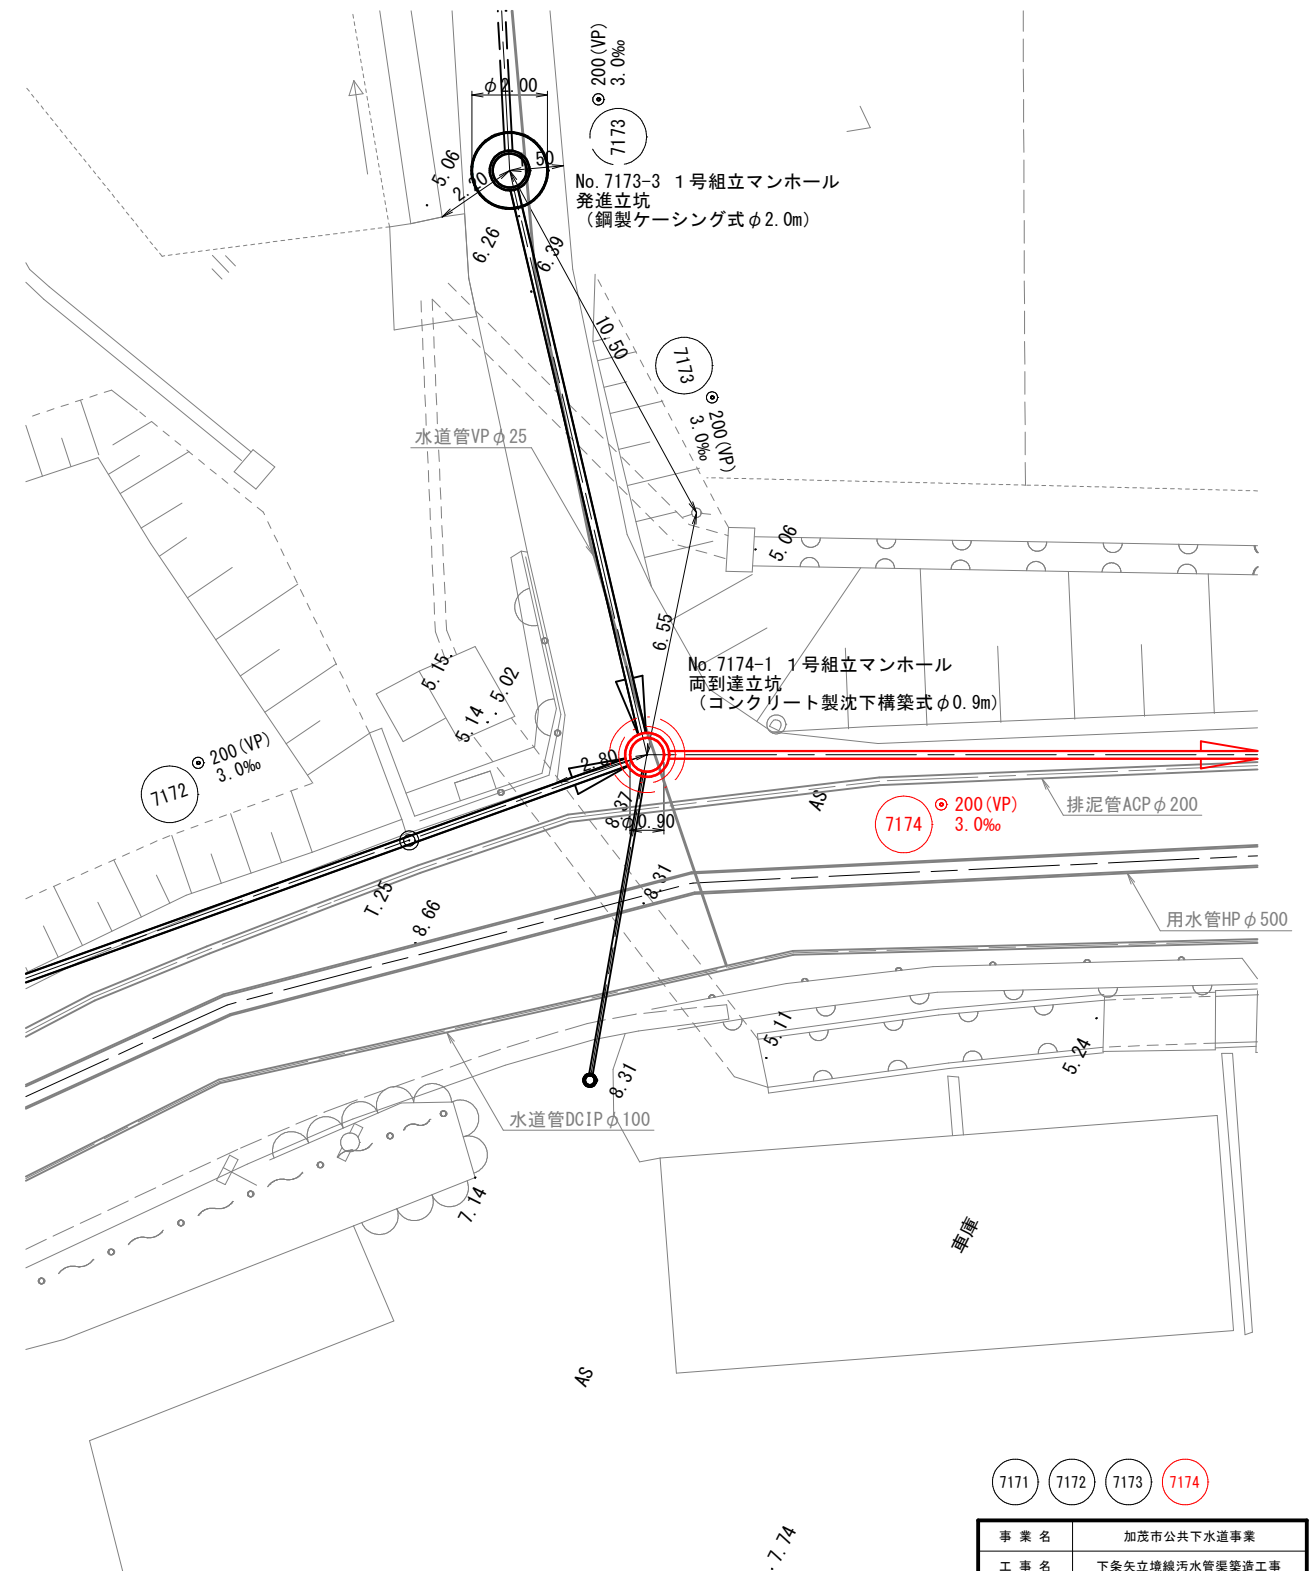 φ2.00
200(VP)
3.0‰
7173
5.06
2.20
No.7173-3 1号組立マンホール
発進立坑
(鋼製ケーシング式φ2.0m)
6.26
6.39
10.50
7173
200(VP)
3.0‰
水道管VPφ25
5.06
6.55
No.7174-1 1号組立マンホール
両到達立坑
(コンクリート製沈下構築式φ0.9m)
5.15
5.02
5.14
7172
200(VP)
3.0‰
2.80
8.37
φ0.90
AS
7174
200(VP)
3.0‰
排泥管ACPφ200
T.25
8.66
8.31
用水管HPφ500
5.11
5.24
8.31
水道管DCIPφ100
7.14
車庫
AS
7171 7172 7173 7174
事業名 加茂市公共下水道事業
工事名 下条矢立境線汚水管渠築造工事
7.74